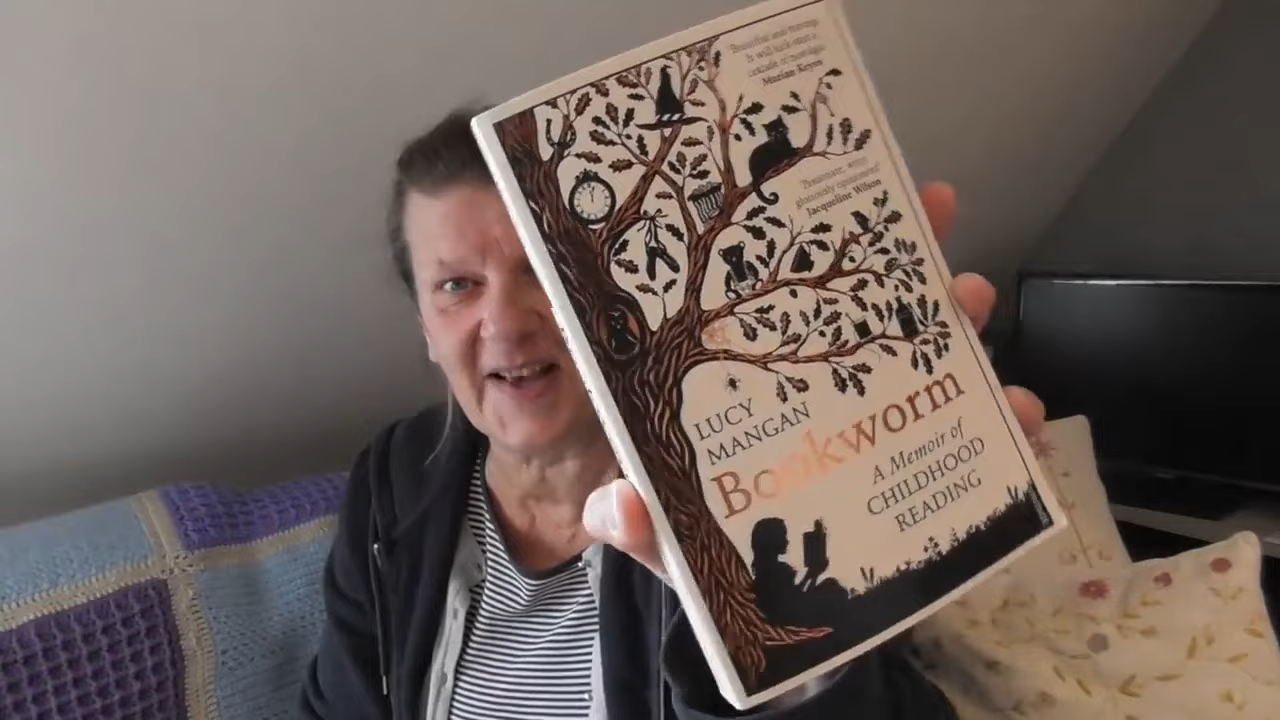 Beautiful and moving.
It will kick-start a
cascade of nostalgia
Marian Keyes
'Passionate, witty,
gloriously opinionated'
Jacqueline Wilson
LUCY
MANGAN
Bookworm
A Memoir of
CHILDHOOD
READING